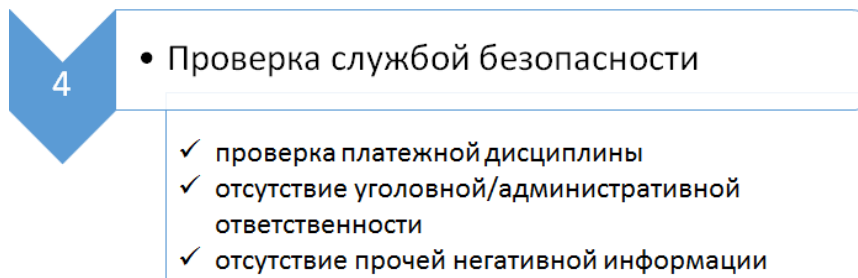 4
• Проверка службой безопасности
✓ проверка платежной дисциплины
✓ отсутствие уголовной/административной
ответственности
✓ отсутствие прочей негативной информации